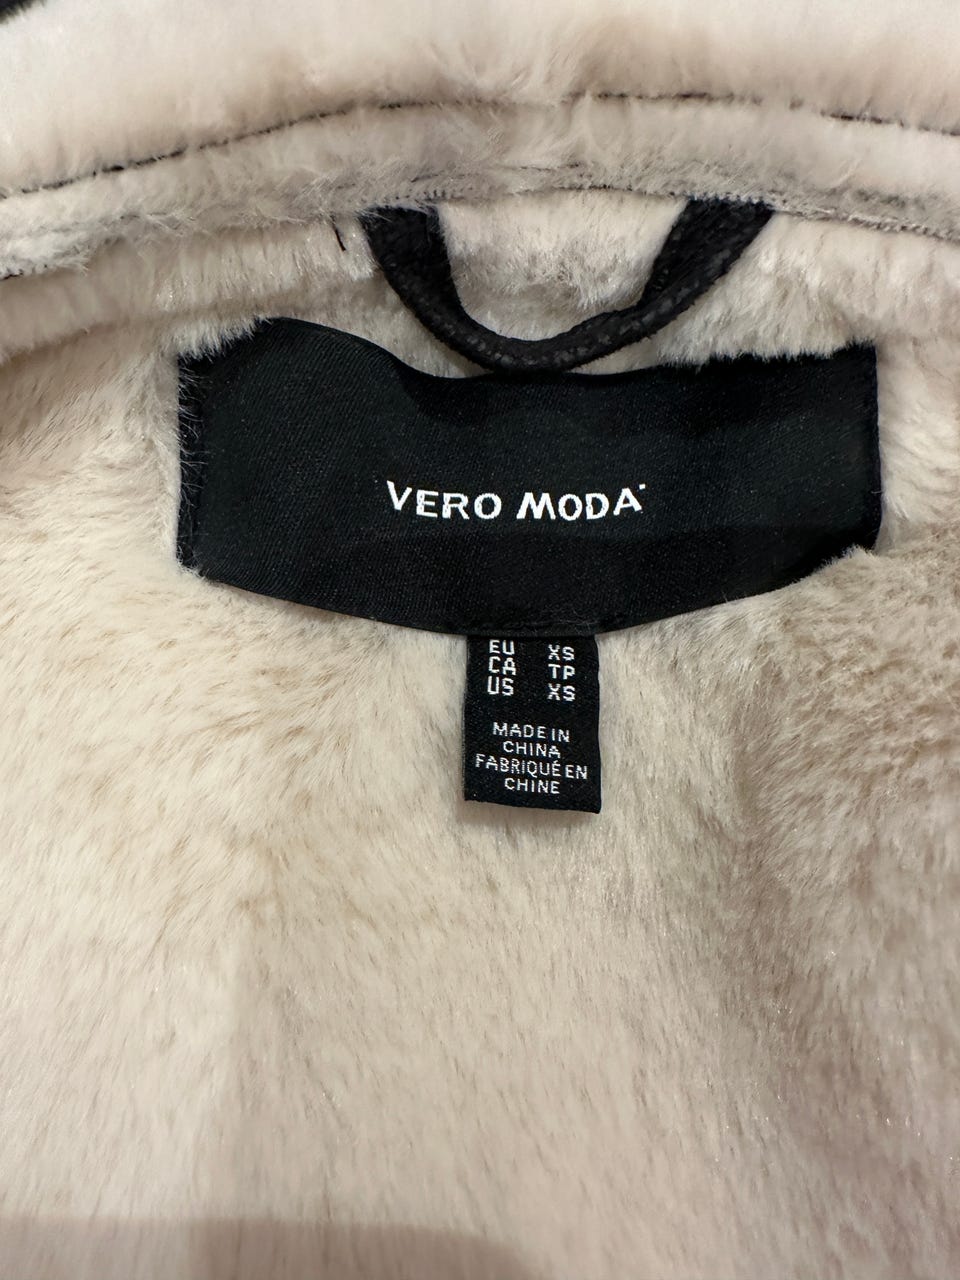 VERO MODA
EU XS
CA TP
US XS
MADE IN
CHINA
FABRIQUÉ EN
CHINE